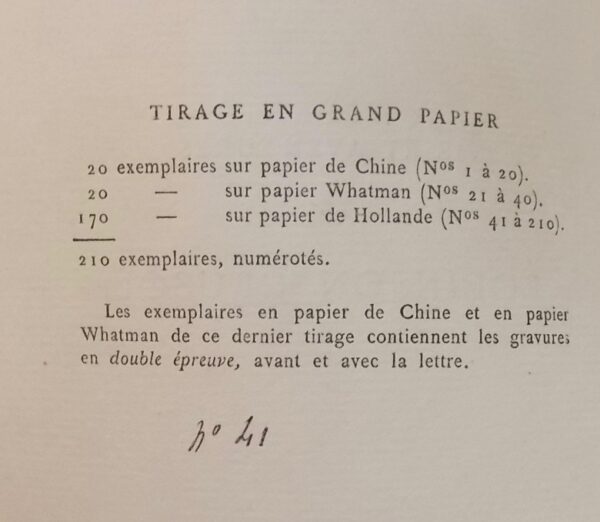 TIRAGE EN GRAND PAPIER
20 exemplaires sur papier de Chine (Nos 1 à 20).
20 — sur papier Whatman (Nos 21 à 40).
170 — sur papier de Hollande (Nos 41 à 210).
210 exemplaires, numérotés.
Les exemplaires en papier de Chine et en papier
Whatman de ce dernier tirage contiennent les gravures
en double épreuve, avant et avec la lettre.
no 41